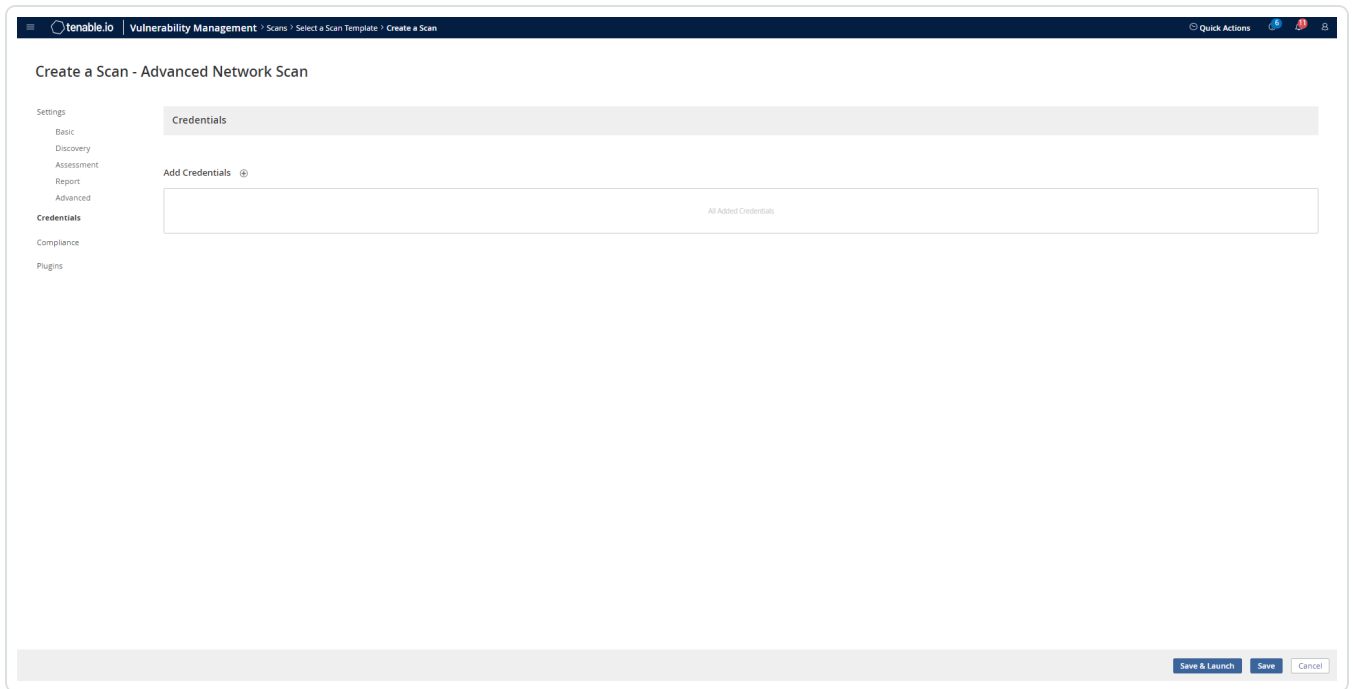 tenable.io Vulnerability Management > Scans > Select a Scan Template > Create a Scan Quick Actions 6 11
Create a Scan - Advanced Network Scan
Settings
Basic
Discovery
Assessment
Report
Advanced
Credentials
Compliance
Plugins
Credentials
Add Credentials
All Added Credentials
Save & Launch Save Cancel